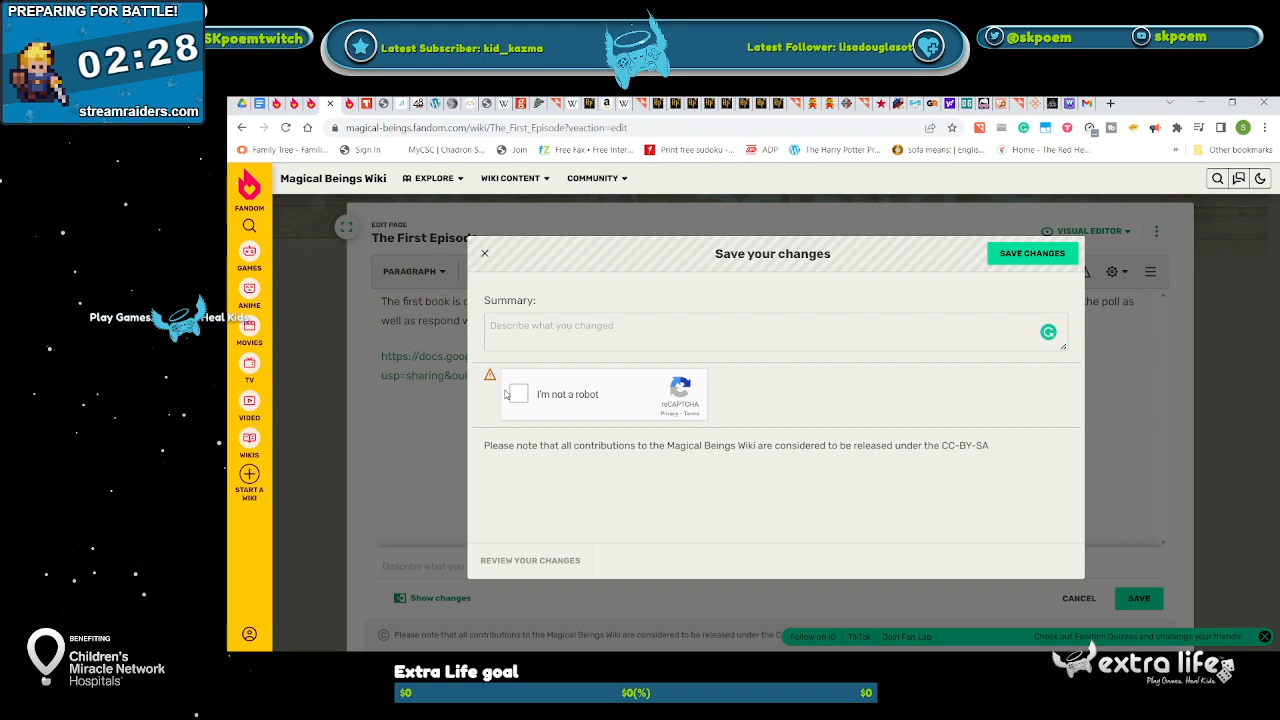 PREPARING FOR BATTLE!
02:28
streamraiders.com
SKpoemtwitch
Latest Subscriber: kid_kazma
Latest Follower: lisadouglasot
@skpoem
skpoem
magical-beings.fandom.com/wiki/The_First_Episode?veaction=edit
Family Tree - Famili...
Sign In
MyCSC | Chadron S...
Join
Free Fax • Free Inter...
Print free sudoku •...
ADP
The Harry Potter Pr...
sofa means: | Engli...
Home - The Red He...
»
Other bookmarks
FANDOM
Magical Beings Wiki
EXPLORE
WIKI CONTENT
COMMUNITY
GAMES
ANIME
MOVIES
TV
VIDEO
WIKIS
START A
WIKI
EDIT PAGE
The First Episode
VISUAL EDITOR
PARAGRAPH
The first book is
the poll as
well as respond
https://docs.goo
usp=sharing&oui
Save your changes
SAVE CHANGES
Summary:
Describe what you changed
I'm not a robot
reCAPTCHA
Privacy - Terms
Please note that all contributions to the Magical Beings Wiki are considered to be released under the CC-BY-SA
REVIEW YOUR CHANGES
Describe what you
Show changes
CANCEL
SAVE
Please note that all contributions to the Magical Beings Wiki are considered to be released under the C
Follow on IG
TikTok
Join Fan Lab
Check out Fandom Quizzes and challenge your friends!
Play Games. Heal Kids.
BENEFITING
Children's
Miracle Network
Hospitals
Extra Life goal
$0
$0(%)
$0
extra life
Play Games. Heal Kids.